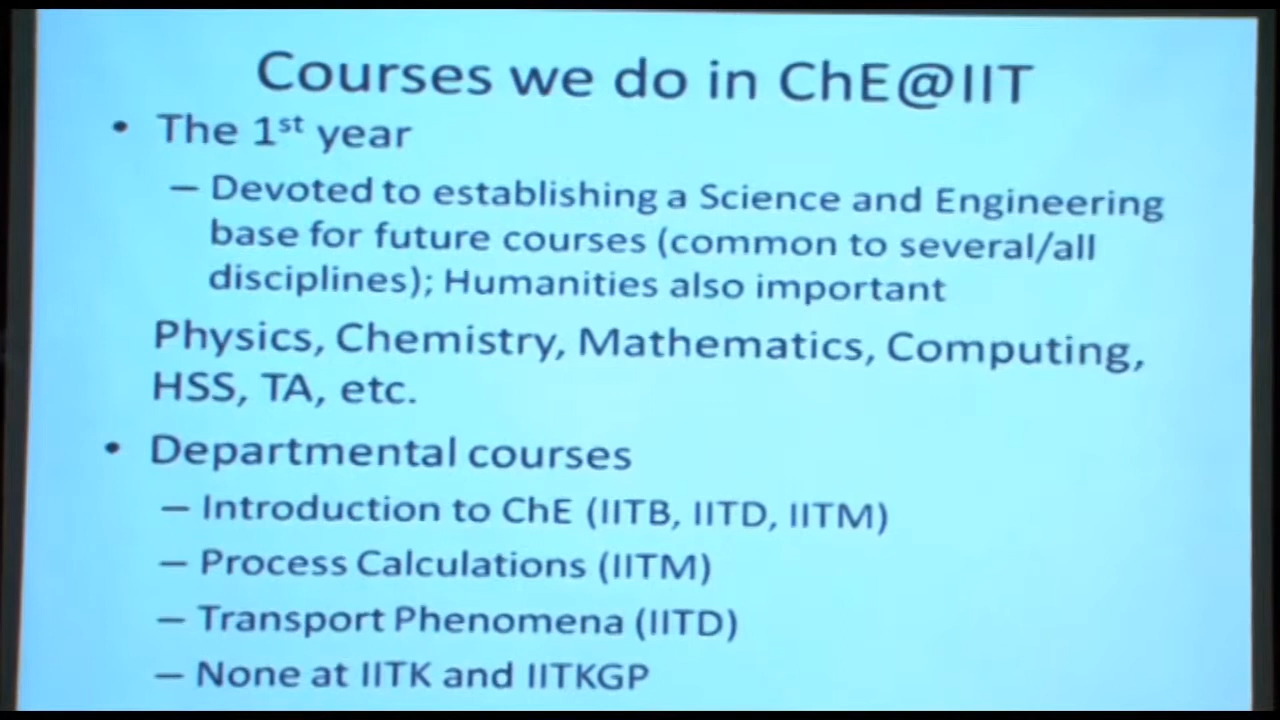 Courses we do in ChE@IIT
• The 1st year
– Devoted to establishing a Science and Engineering
base for future courses (common to several/all
disciplines); Humanities also important
Physics, Chemistry, Mathematics, Computing,
HSS, TA, etc.
• Departmental courses
– Introduction to ChE (IITB, IITD, IITM)
– Process Calculations (IITM)
– Transport Phenomena (IITD)
– None at IITK and IITKGP